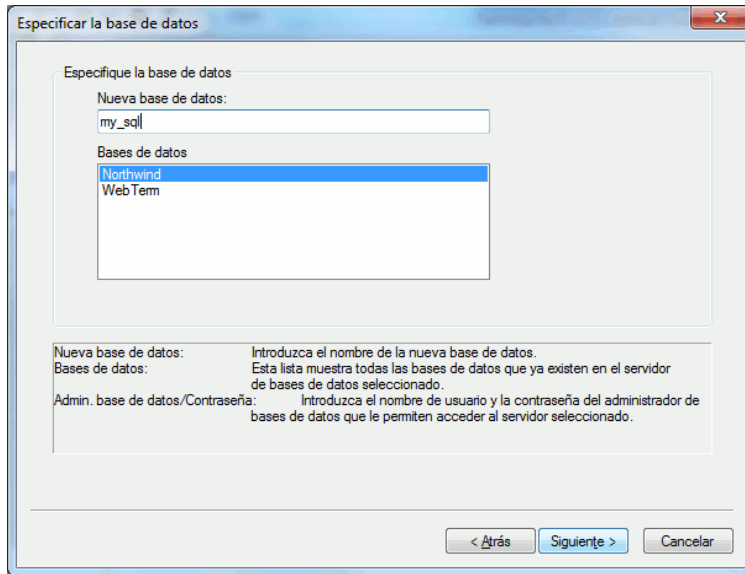 Especificar la base de datos
Especifique la base de datos
Nueva base de datos:
my_sql
Bases de datos
Northwind
WebTerm
Nueva base de datos: Introduzca el nombre de la nueva base de datos.
Bases de datos: Esta lista muestra todas las bases de datos que ya existen en el servidor
de bases de datos seleccionado.
Admin. base de datos/Contraseña: Introduzca el nombre de usuario y la contraseña del administrador de
bases de datos que le permiten acceder al servidor seleccionado.
< Atrás Siguiente > Cancelar